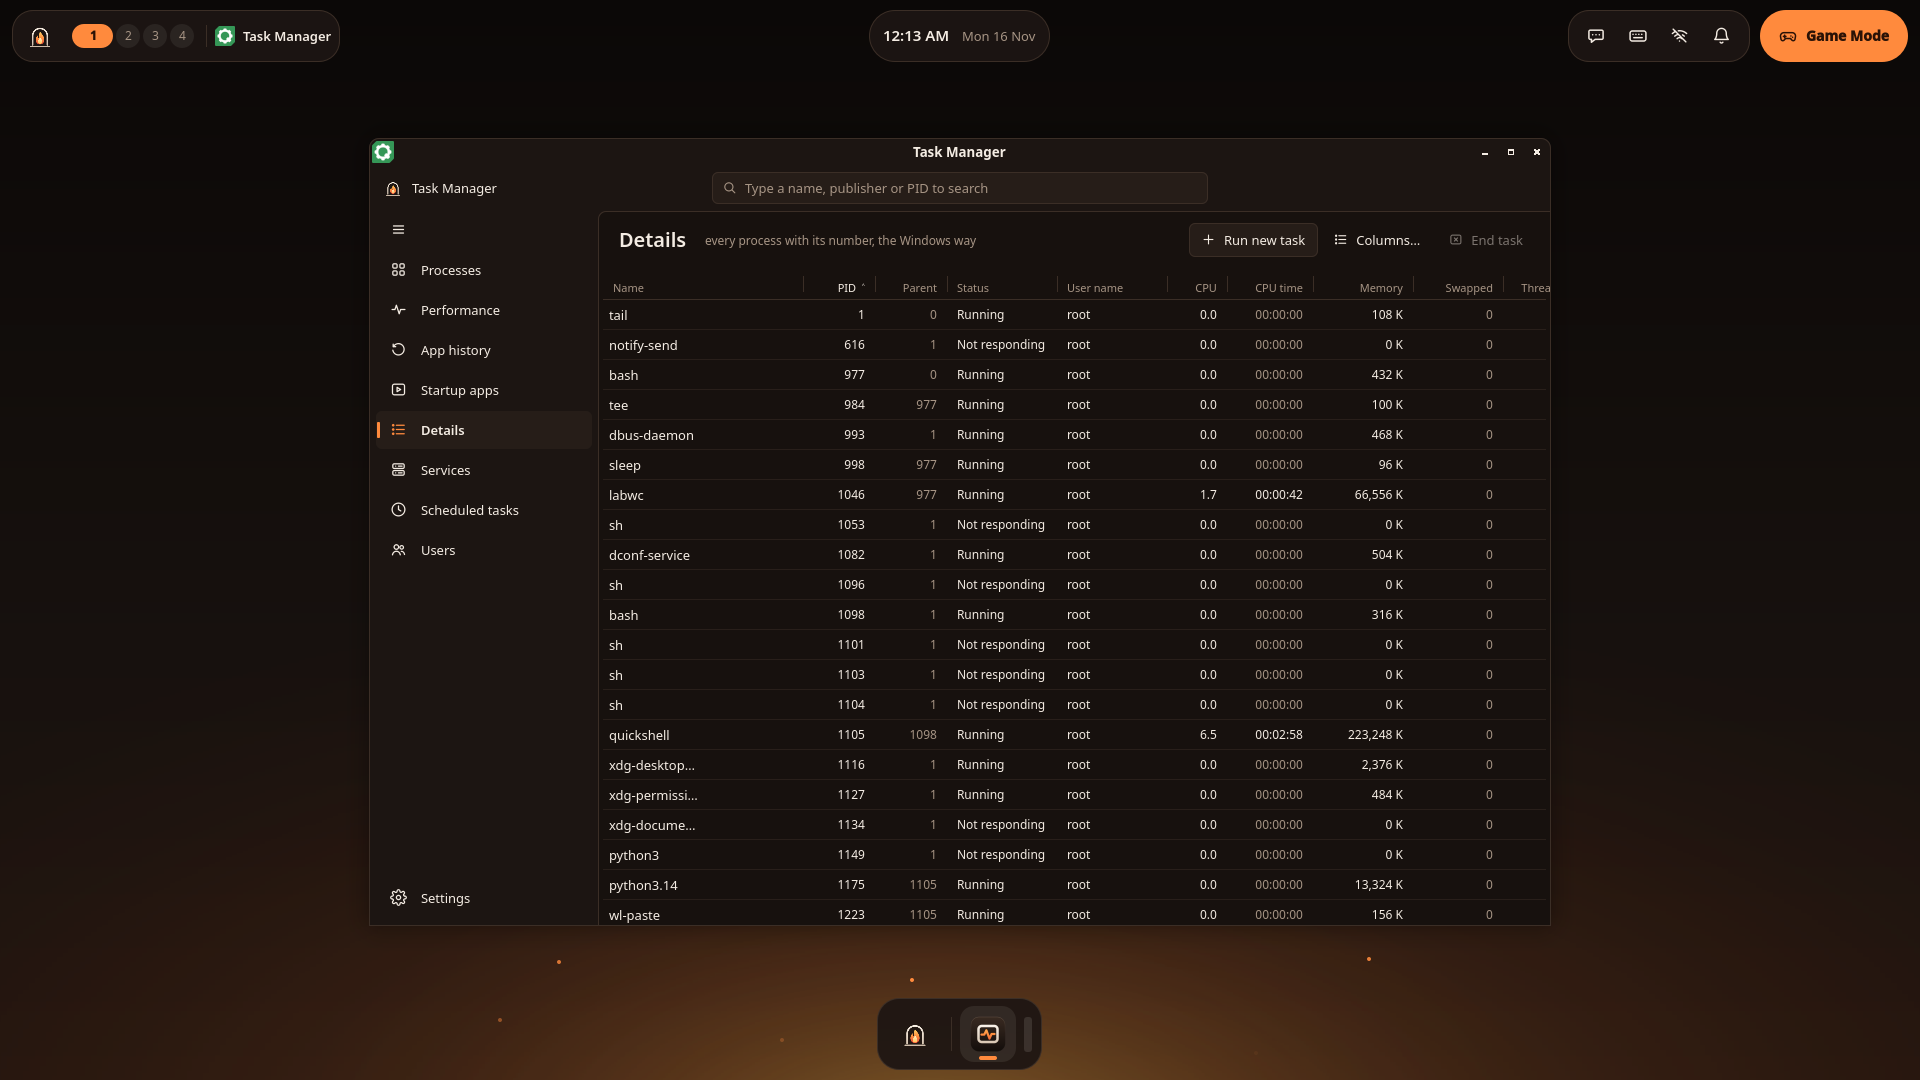 1 2 3 4 Task Manager
12:13 AM Mon 16 Nov
Game Mode
Task Manager
Task Manager
Type a name, publisher or PID to search
Processes
Performance
App history
Startup apps
Details
Services
Scheduled tasks
Users
Settings
Details every process with its number, the Windows way
Run new task Columns... End task
Name PID Parent Status User name CPU CPU time Memory Swapped Threa
tail 1 0 Running root 0.0 00:00:00 108 K 0
notify-send 616 1 Not responding root 0.0 00:00:00 0 K 0
bash 977 0 Running root 0.0 00:00:00 432 K 0
tee 984 977 Running root 0.0 00:00:00 100 K 0
dbus-daemon 993 1 Running root 0.0 00:00:00 468 K 0
sleep 998 977 Running root 0.0 00:00:00 96 K 0
labwc 1046 977 Running root 1.7 00:00:42 66,556 K 0
sh 1053 1 Not responding root 0.0 00:00:00 0 K 0
dconf-service 1082 1 Running root 0.0 00:00:00 504 K 0
sh 1096 1 Not responding root 0.0 00:00:00 0 K 0
bash 1098 1 Running root 0.0 00:00:00 316 K 0
sh 1101 1 Not responding root 0.0 00:00:00 0 K 0
sh 1103 1 Not responding root 0.0 00:00:00 0 K 0
sh 1104 1 Not responding root 0.0 00:00:00 0 K 0
quickshell 1105 1098 Running root 6.5 00:02:58 223,248 K 0
xdg-desktop... 1116 1 Running root 0.0 00:00:00 2,376 K 0
xdg-permissi... 1127 1 Running root 0.0 00:00:00 484 K 0
xdg-docume... 1134 1 Not responding root 0.0 00:00:00 0 K 0
python3 1149 1 Not responding root 0.0 00:00:00 0 K 0
python3.14 1175 1105 Running root 0.0 00:00:00 13,324 K 0
wl-paste 1223 1105 Running root 0.0 00:00:00 156 K 0